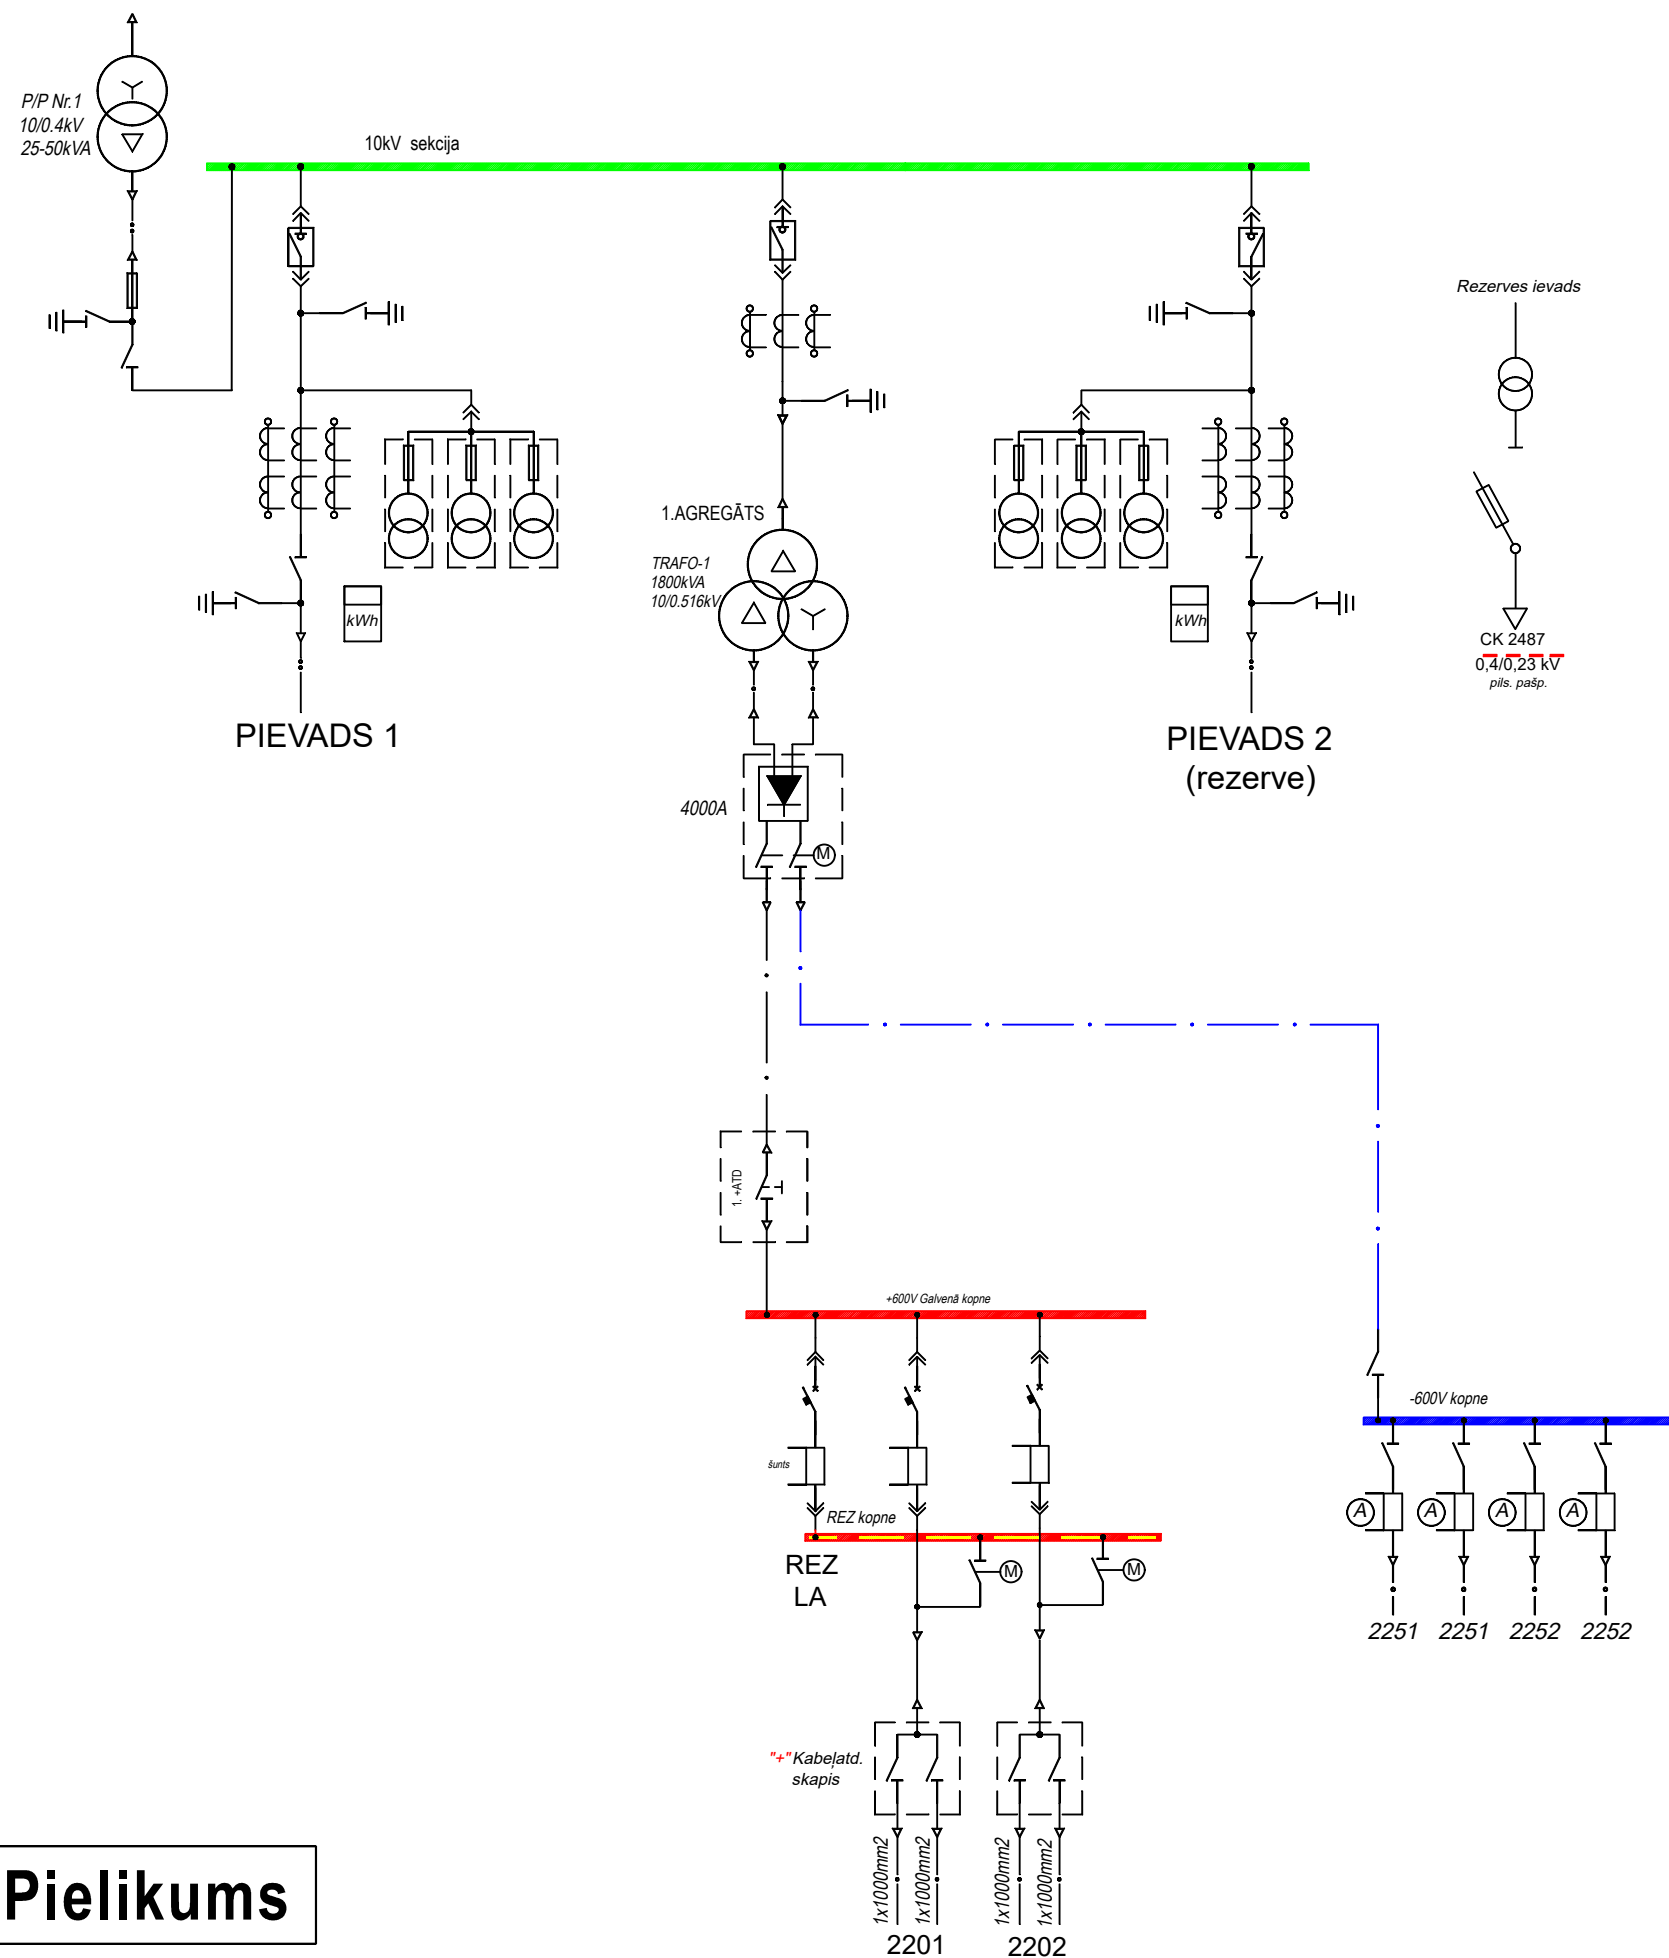 P/P Nr.1
10/0.4kV
25-50kVA
10kV sekcija
Rezerves ievads
1.AGREGĀTS
TRAFO-1
1800kVA
10/0.516kV
kWh
kWh
CK 2487
0,4/0,23 kV
pils. pašp.
PIEVADS 1
PIEVADS 2
(rezerve)
4000A
M
1. +ATD
+600V Galvenā kopne
-600V kopne
šunts
REZ kopne
A
A
A
A
REZ
LA
M
M
2251
2251
2252
2252
"+" Kabeļatd.
skapis
1x1000mm2
1x1000mm2
1x1000mm2
1x1000mm2
2201
2202
Pielikums